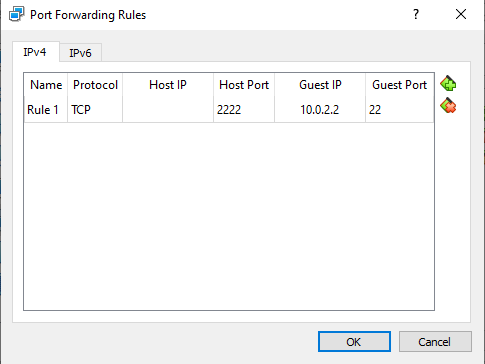 Port Forwarding Rules
IPv4 IPv6
Name Protocol Host IP Host Port Guest IP Guest Port
Rule 1 TCP 2222 10.0.2.2 22
OK Cancel